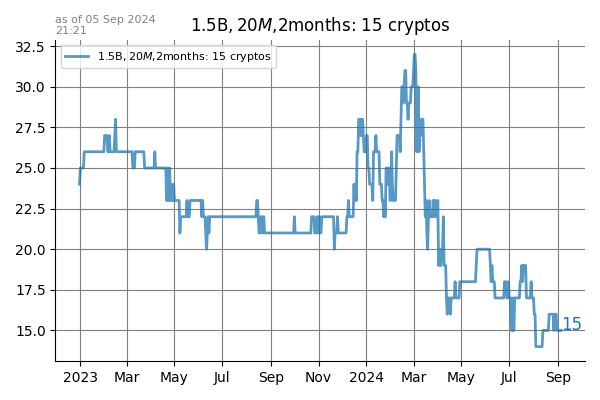 as of 05 Sep 2024
21:21
1.5B, 20M,2months: 15 cryptos
1.5B, 20M,2months: 15 cryptos
32.5
30.0
27.5
25.0
22.5
20.0
17.5
15.0
15
2023 Mar May Jul Sep Nov 2024 Mar May Jul Sep